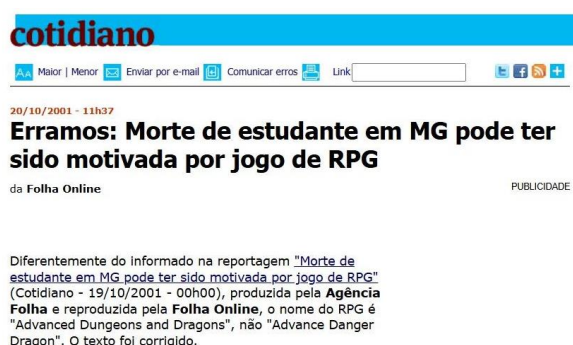 cotidiano
AA Maior | Menor Enviar por e-mail Comunicar erros Link
20/10/2001 - 11h37
Erramos: Morte de estudante em MG pode ter
sido motivada por jogo de RPG
da Folha Online
PUBLICIDADE
Diferentemente do informado na reportagem "Morte de
estudante em MG pode ter sido motivada por jogo de RPG"
(Cotidiano - 19/10/2001 - 00h00), produzida pela Agência
Folha e reproduzida pela Folha Online, o nome do RPG é
"Advanced Dungeons and Dragons", não "Advance Danger
Dragon". O texto foi corrigido.